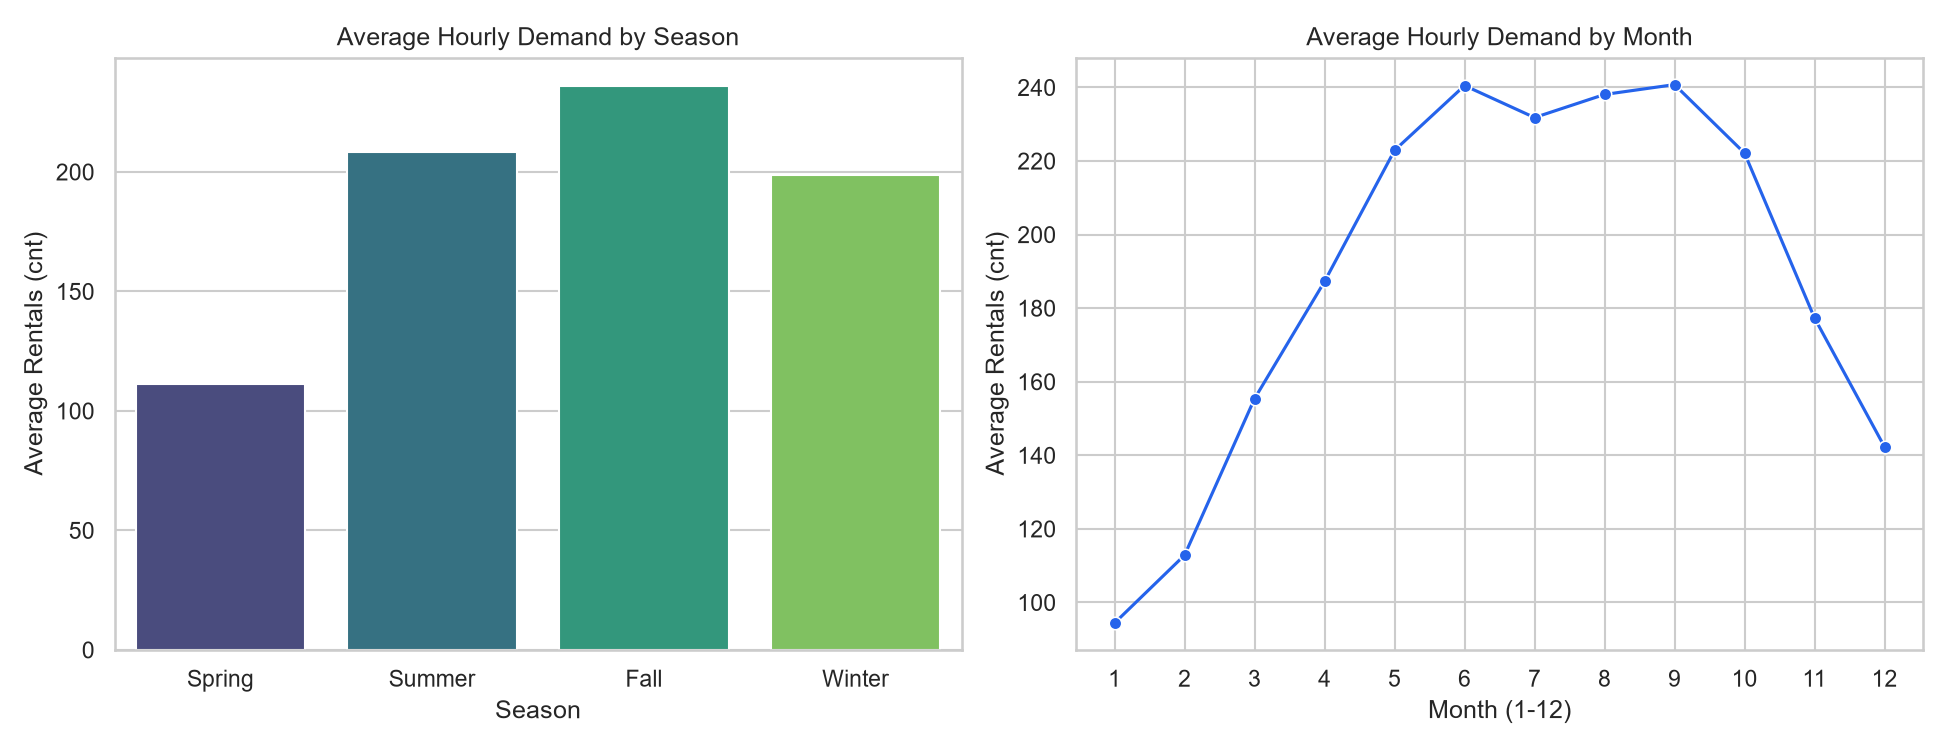 Average Hourly Demand by Season
Average Rentals (cnt)
200
150
100
50
0
Spring Summer Fall Winter
Season
Average Hourly Demand by Month
Average Rentals (cnt)
240
220
200
180
160
140
120
100
1 2 3 4 5 6 7 8 9 10 11 12
Month (1-12)